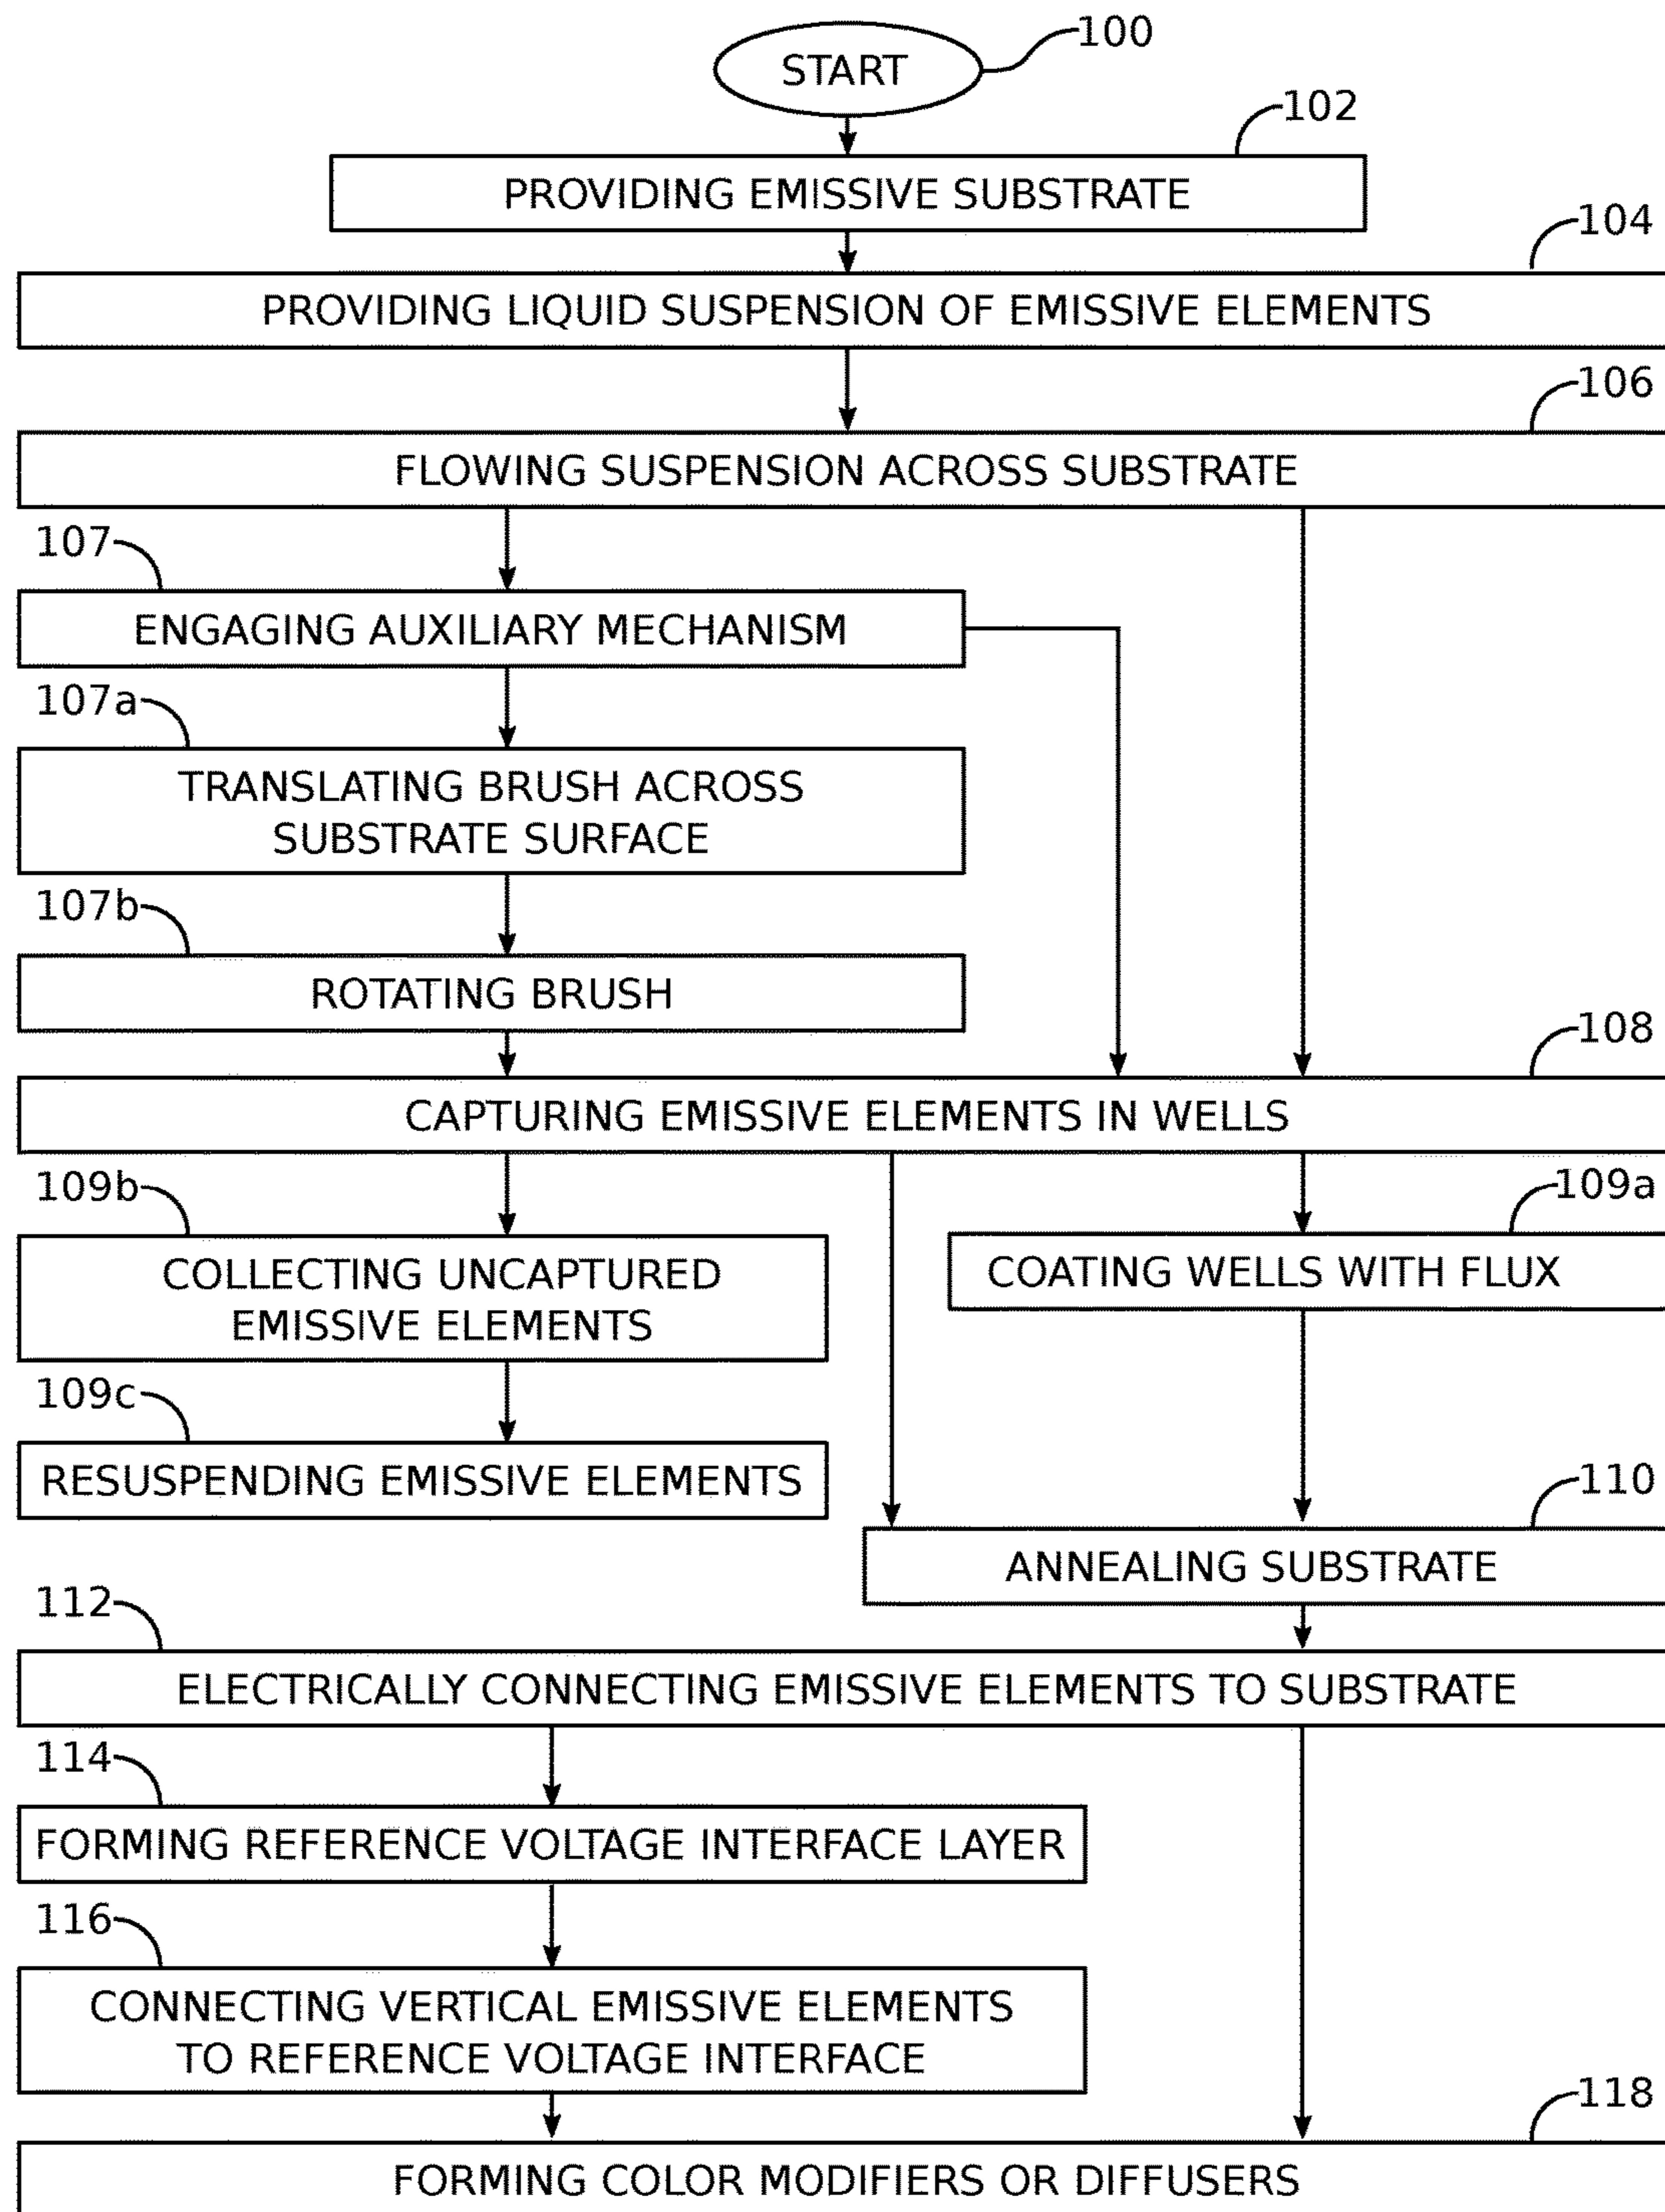 START
100
102
PROVIDING EMISSIVE SUBSTRATE
104
PROVIDING LIQUID SUSPENSION OF EMISSIVE ELEMENTS
106
FLOWING SUSPENSION ACROSS SUBSTRATE
107
ENGAGING AUXILIARY MECHANISM
107a
TRANSLATING BRUSH ACROSS
SUBSTRATE SURFACE
107b
ROTATING BRUSH
108
CAPTURING EMISSIVE ELEMENTS IN WELLS
109b
109a
COLLECTING UNCAPTURED
EMISSIVE ELEMENTS
COATING WELLS WITH FLUX
109c
RESUSPENDING EMISSIVE ELEMENTS
110
ANNEALING SUBSTRATE
112
ELECTRICALLY CONNECTING EMISSIVE ELEMENTS TO SUBSTRATE
114
FORMING REFERENCE VOLTAGE INTERFACE LAYER
116
CONNECTING VERTICAL EMISSIVE ELEMENTS
TO REFERENCE VOLTAGE INTERFACE
118
FORMING COLOR MODIFIERS OR DIFFUSERS